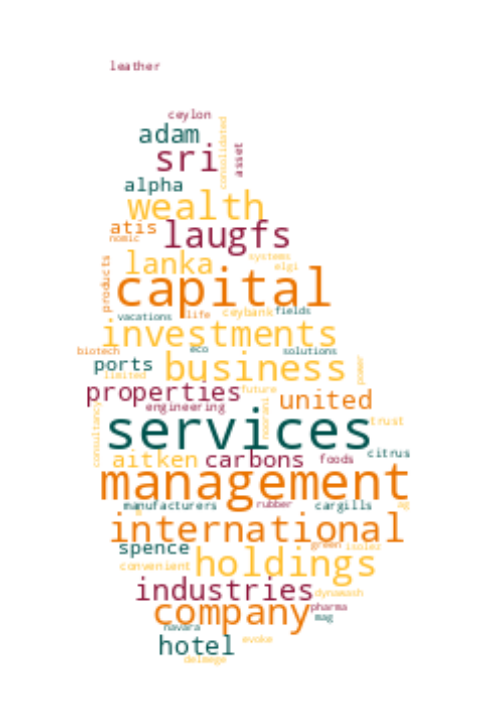 leather
ceylon
consolidated
adam
asset
sri
alpha
wealth
atis
laugfs
nomic
lanka
systems
elgi
products
capital
vacations
life
ceybank
fields
investments
biotech
eco
solutions
ports
business
power
limited
properties
future
united
engineering
consultancy
services
trust
aitken
carbons
foods
citrus
management
manufacturers
rubber
cargills
ag
international
spence
green
isoled
convenient
holdings
industries
dynawash
company
pharma
mag
navara
hotel
evoke
delmege